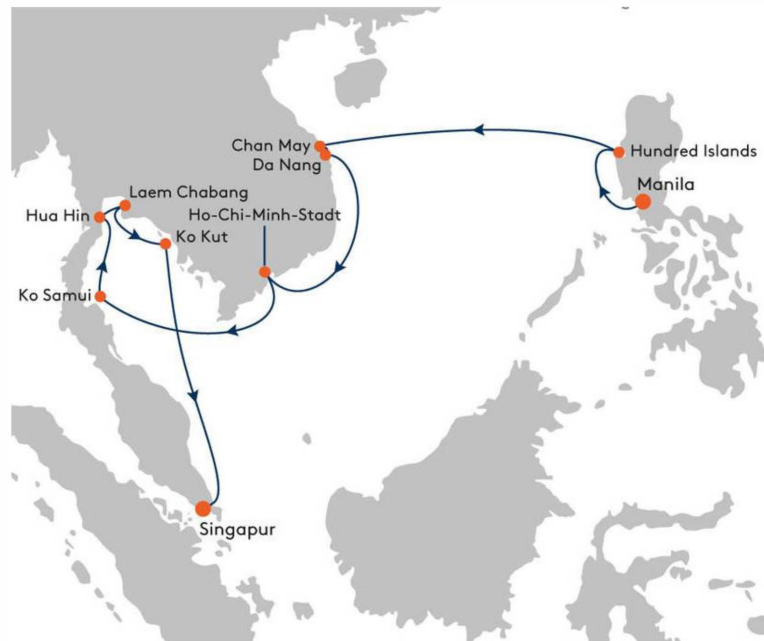 Chan May
Da Nang
Hundred Islands
Manila
Laem Chabang
Hua Hin
Ho-Chi-Minh-Stadt
Ko Kut
Ko Samui
Singapur